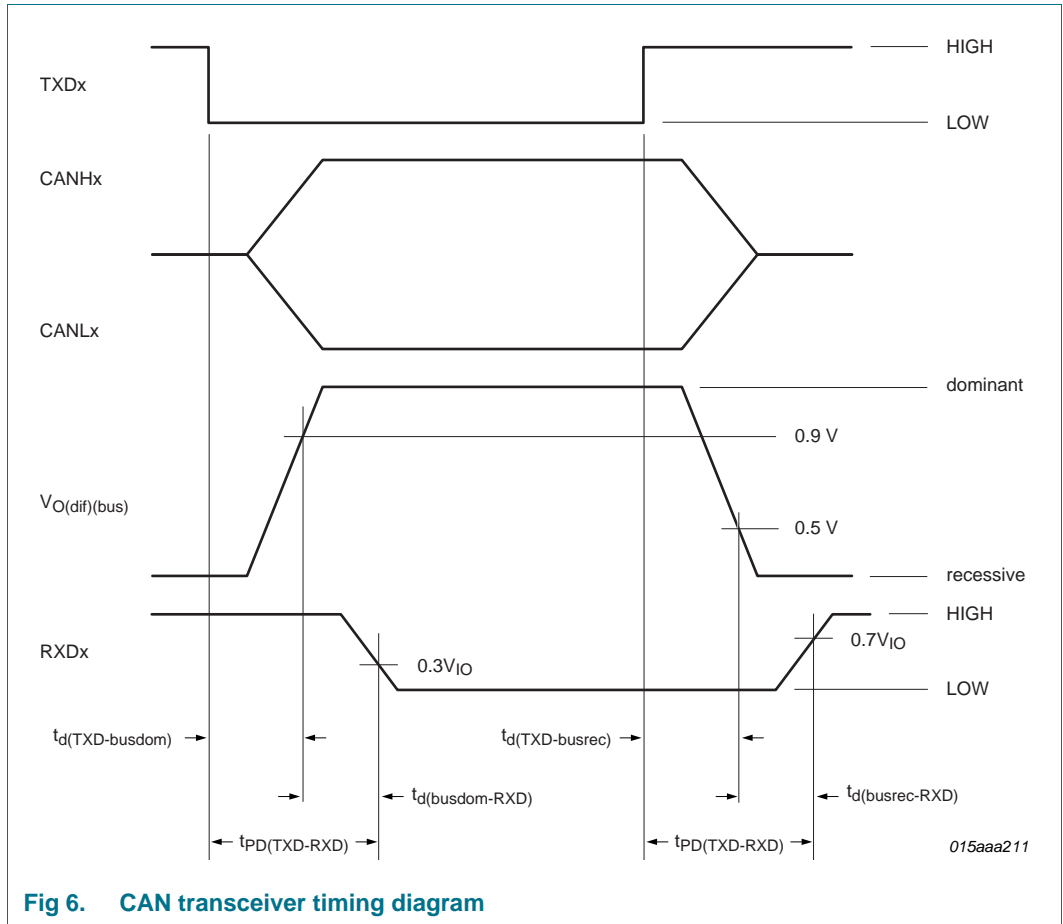 HIGH
TXDx
LOW
CANHx
CANLx
dominant
0.9 V
VO(dif)(bus)
0.5 V
recessive
HIGH
RXDx
0.3VIO
0.7VIO
LOW
td(TXD-busdom)
td(TXD-busrec)
td(busdom-RXD)
td(busrec-RXD)
tPD(TXD-RXD)
tPD(TXD-RXD)
015aaa211
Fig 6. CAN transceiver timing diagram